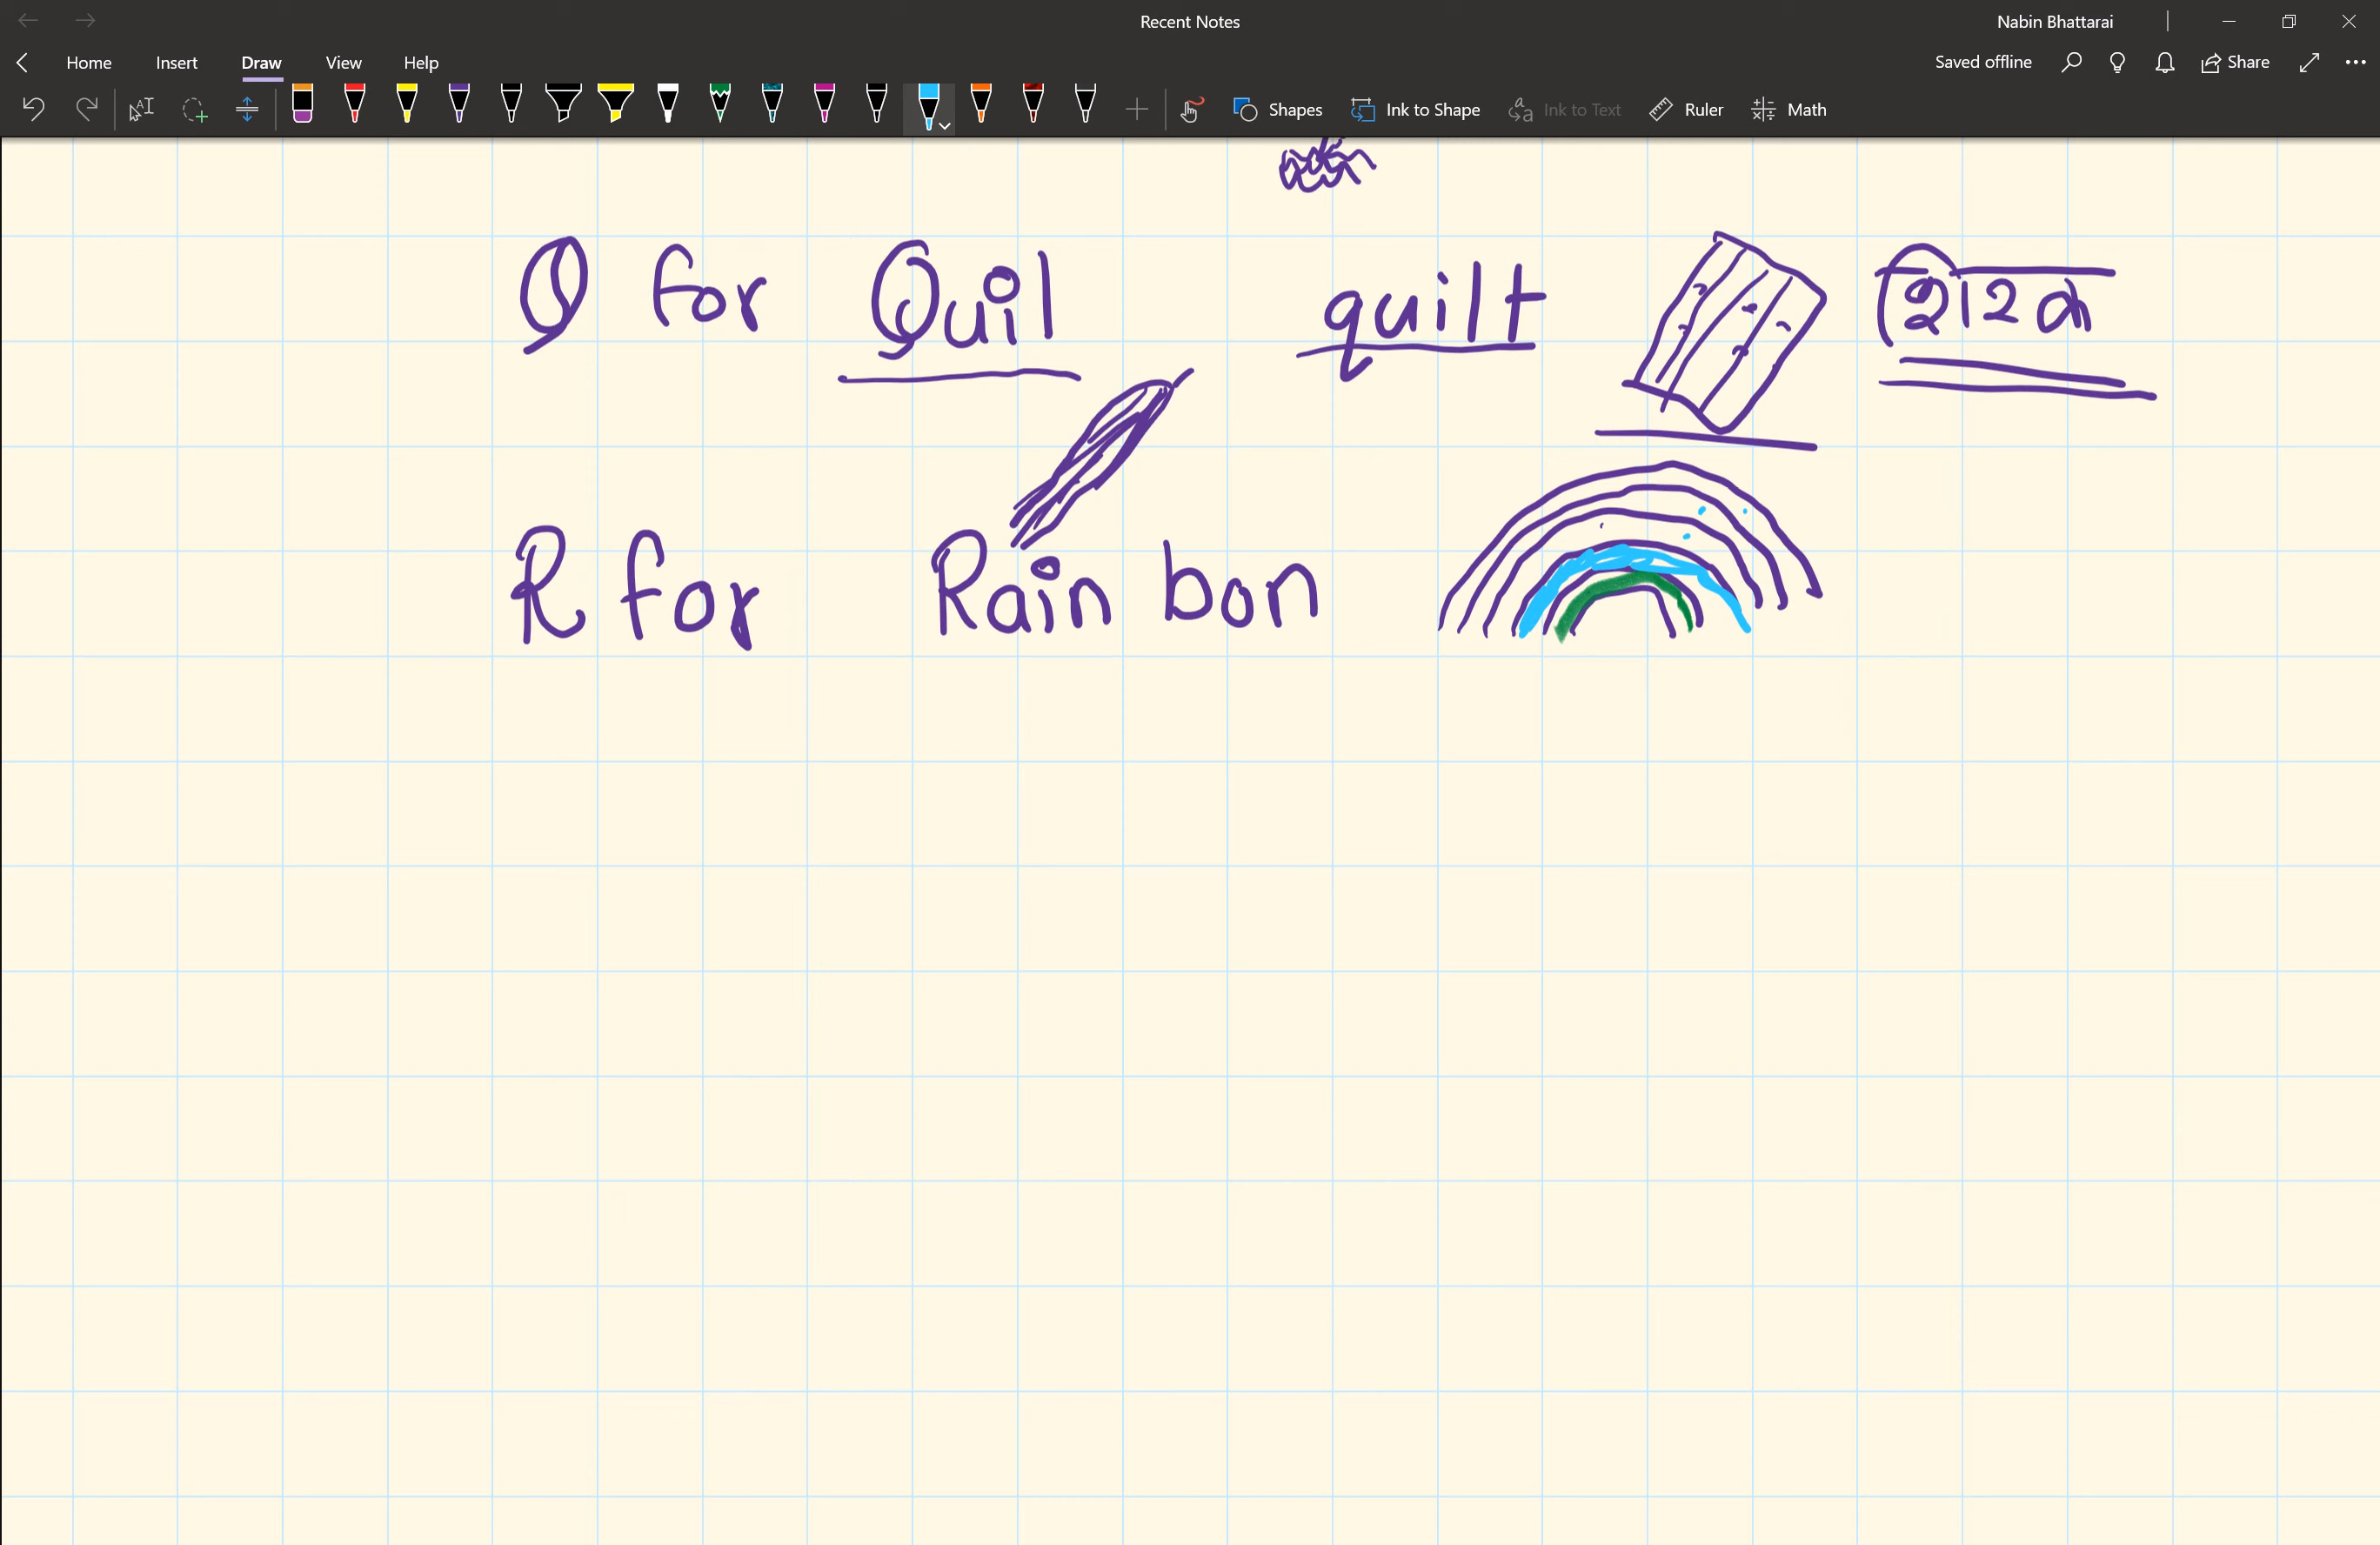 Recent Notes
Nabin Bhattarai
Home Insert Draw View Help
Saved offline Share
Shapes Ink to Shape Ink to Text Ruler Math
Q for Quil quilt सिरक
R for Rain bon